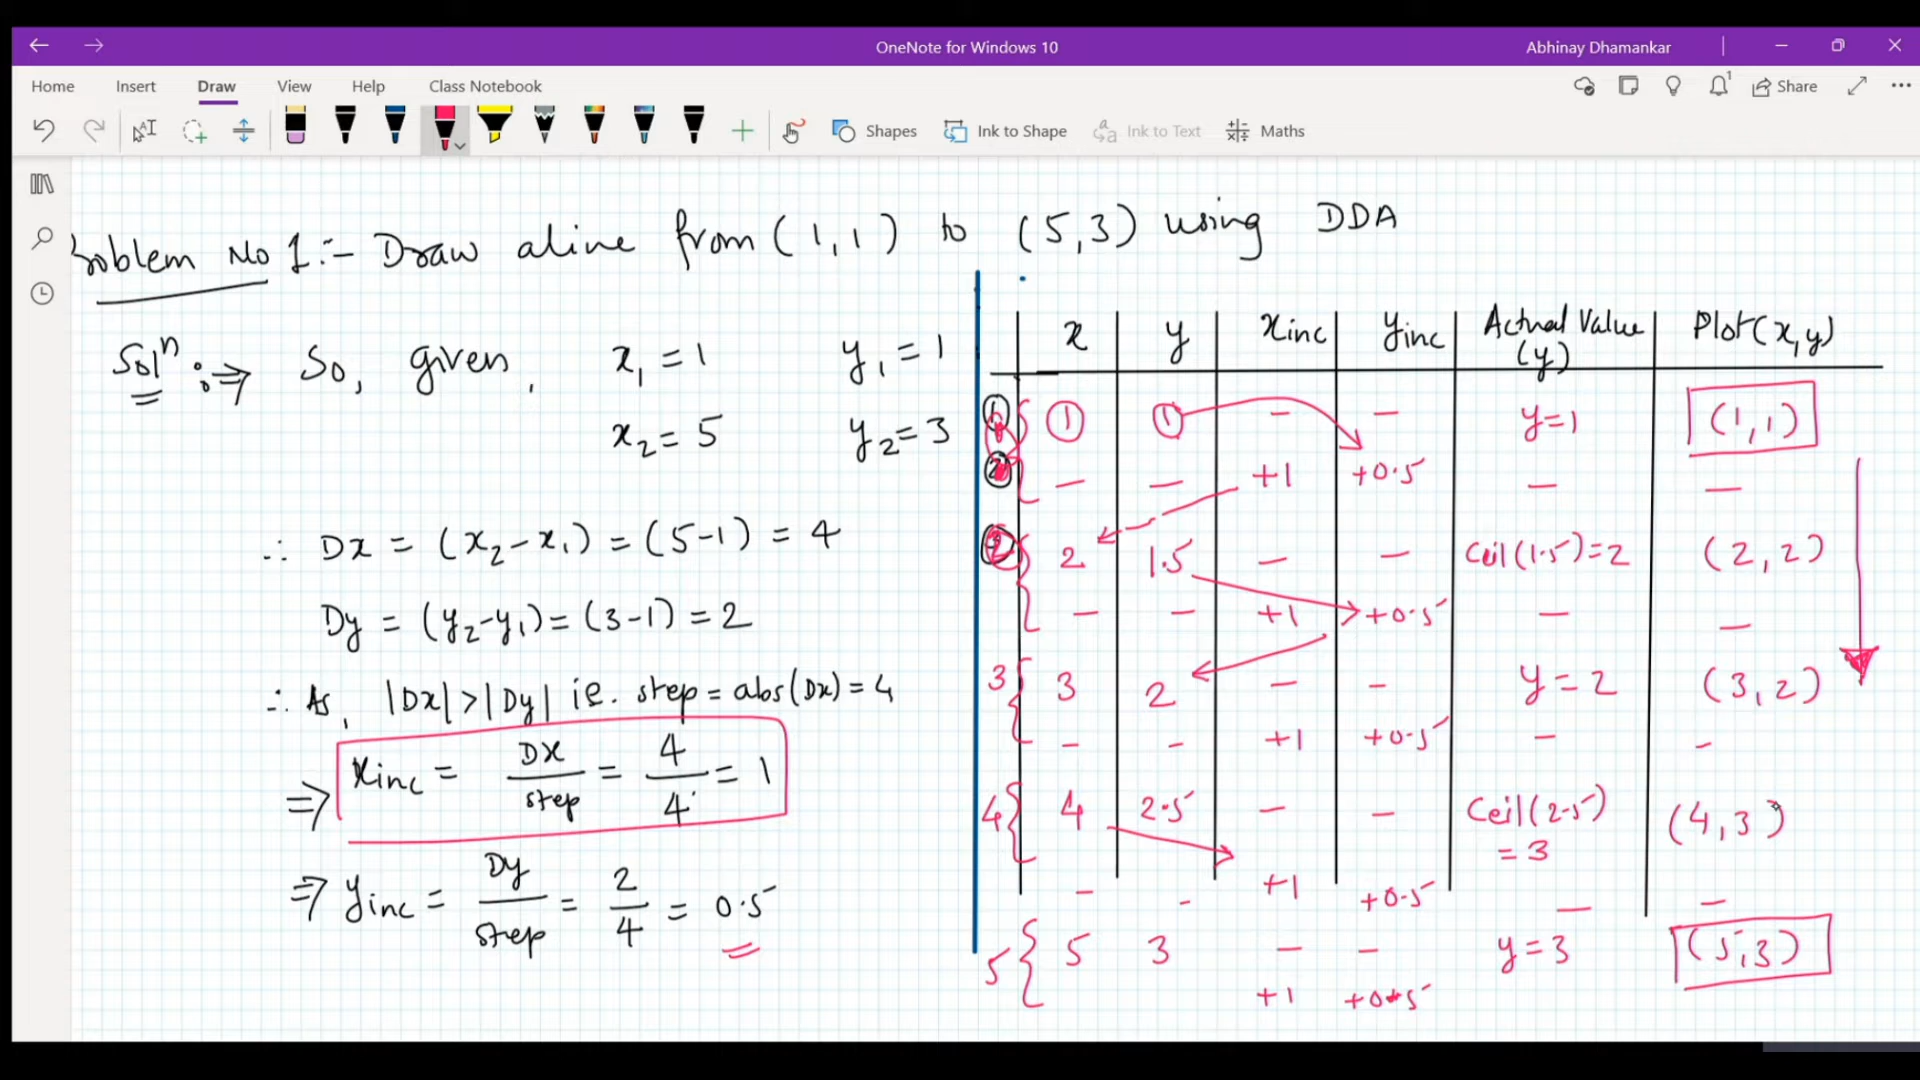 OneNote for Windows 10
Abhinay Dhamankar
Home Insert Draw View Help Class Notebook
1 Share
Shapes Ink to Shape Ink to Text Maths
roblem No 1:- Draw a line from (1,1) to (5,3) using DDA
Solⁿ :⇒ So, given, x₁ = 1 y₁ = 1
x₂ = 5 y₂ = 3
∴ Dx = (x₂-x₁) = (5-1) = 4
Dy = (y₂-y₁) = (3-1) = 2
∴ As, |Dx| > |Dy| i.e. step = abs(Dx) = 4
⇒ xinc = Dx/step = 4/4 = 1
⇒ yinc = Dy/step = 2/4 = 0.5
x y xinc yinc Actual Value (y) Plot(x,y)
1 1 1 - - y=1 (1,1)
2 - - +1 +0.5 - -
2 1.5 - - Ceil(1.5)=2 (2,2)
- - +1 +0.5 - -
3 3 2 - - y=2 (3,2)
- - +1 +0.5 - -
4 4 2.5 - - Ceil(2.5) = 3 (4,3)
- - +1 +0.5 - -
5 5 3 - - y=3 (5,3)
+1 +0.5